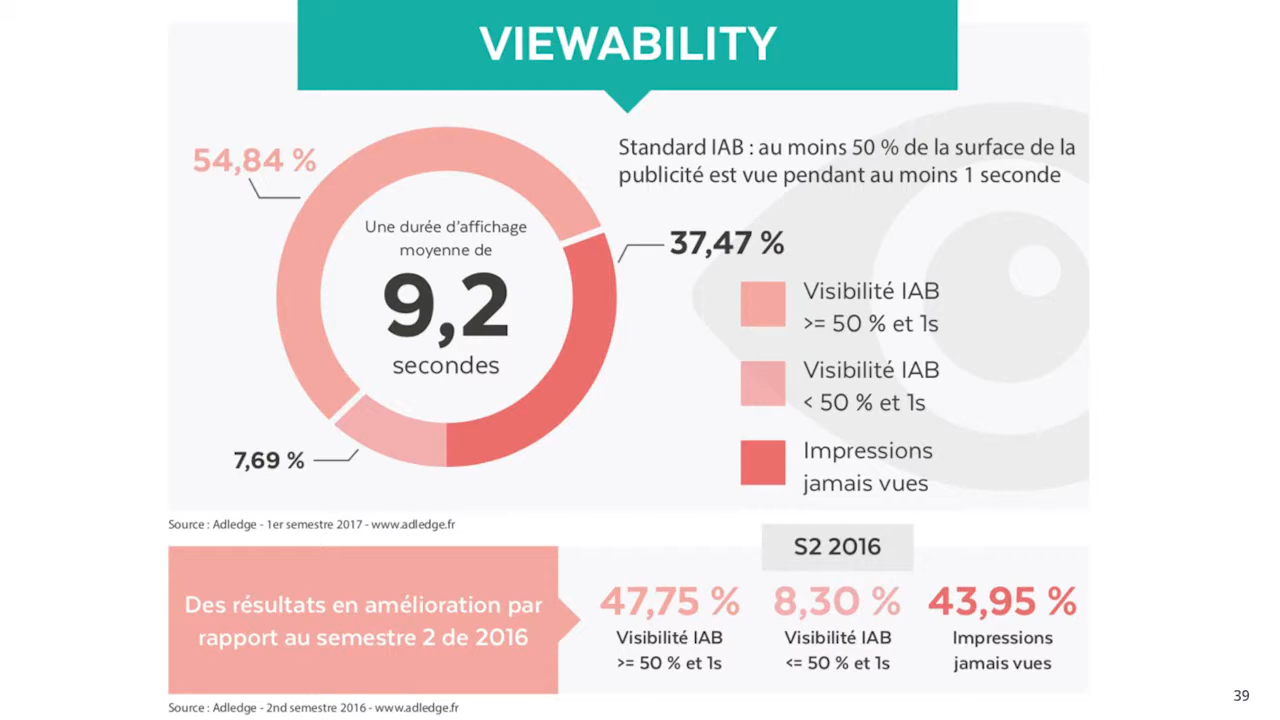 VIEWABILITY
54,84 %
Standard IAB : au moins 50 % de la surface de la
publicité est vue pendant au moins 1 seconde
Une durée d'affichage
moyenne de
9,2
secondes
37,47 %
Visibilité IAB
>= 50 % et 1s
Visibilité IAB
< 50 % et 1s
Impressions
jamais vues
7,69 %
Source : Adledge - 1er semestre 2017 - www.adledge.fr
S2 2016
Des résultats en amélioration par
rapport au semestre 2 de 2016
47,75 %
Visibilité IAB
>= 50 % et 1s
8,30 %
Visibilité IAB
<= 50 % et 1s
43,95 %
Impressions
jamais vues
Source : Adledge - 2nd semestre 2016 - www.adledge.fr
39